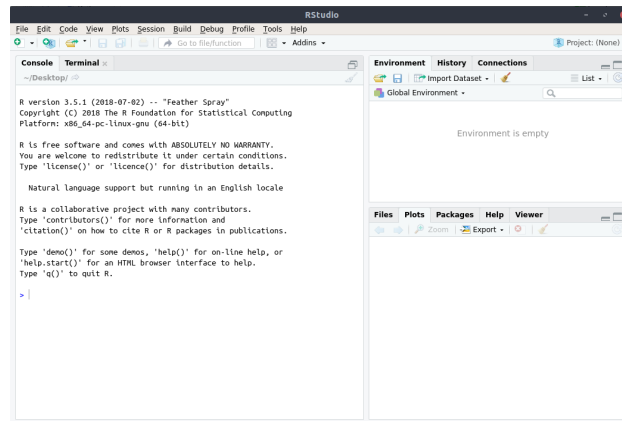 RStudio
File Edit Code View Plots Session Build Debug Profile Tools Help
Go to file/function Addins Project: (None)
Console Terminal
~/Desktop/
R version 3.5.1 (2018-07-02) -- "Feather Spray"
Copyright (C) 2018 The R Foundation for Statistical Computing
Platform: x86_64-pc-linux-gnu (64-bit)
R is free software and comes with ABSOLUTELY NO WARRANTY.
You are welcome to redistribute it under certain conditions.
Type 'license()' or 'licence()' for distribution details.
Natural language support but running in an English locale
R is a collaborative project with many contributors.
Type 'contributors()' for more information and
'citation()' on how to cite R or R packages in publications.
Type 'demo()' for some demos, 'help()' for on-line help, or
'help.start()' for an HTML browser interface to help.
Type 'q()' to quit R.
>
Environment History Connections
Import Dataset List
Global Environment
Environment is empty
Files Plots Packages Help Viewer
Zoom Export